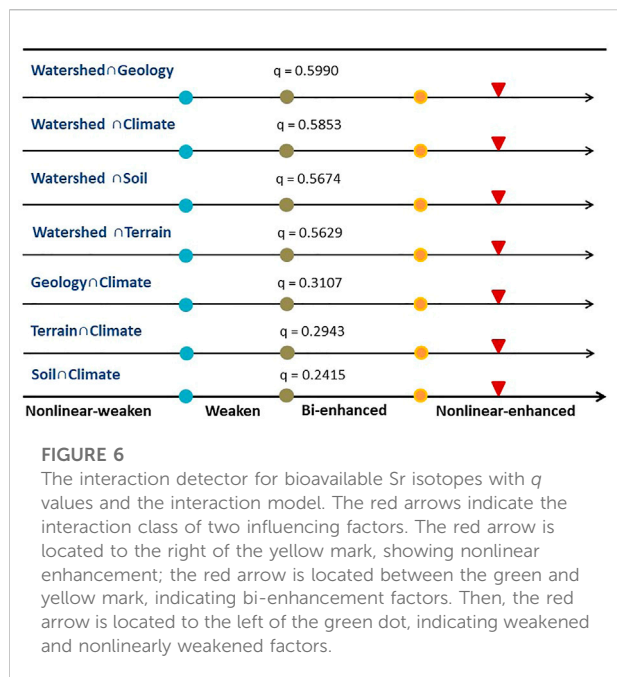 Watershed∩Geology q = 0.5990
Watershed ∩Climate q = 0.5853
Watershed ∩Soil q = 0.5674
Watershed ∩Terrain q = 0.5629
Geology∩Climate q = 0.3107
Terrain∩Climate q = 0.2943
Soil∩Climate q = 0.2415
Nonlinear-weaken Weaken Bi-enhanced Nonlinear-enhanced
FIGURE 6
The interaction detector for bioavailable Sr isotopes with q
values and the interaction model. The red arrows indicate the
interaction class of two influencing factors. The red arrow is
located to the right of the yellow mark, showing nonlinear
enhancement; the red arrow is located between the green and
yellow mark, indicating bi-enhancement factors. Then, the red
arrow is located to the left of the green dot, indicating weakened
and nonlinearly weakened factors.